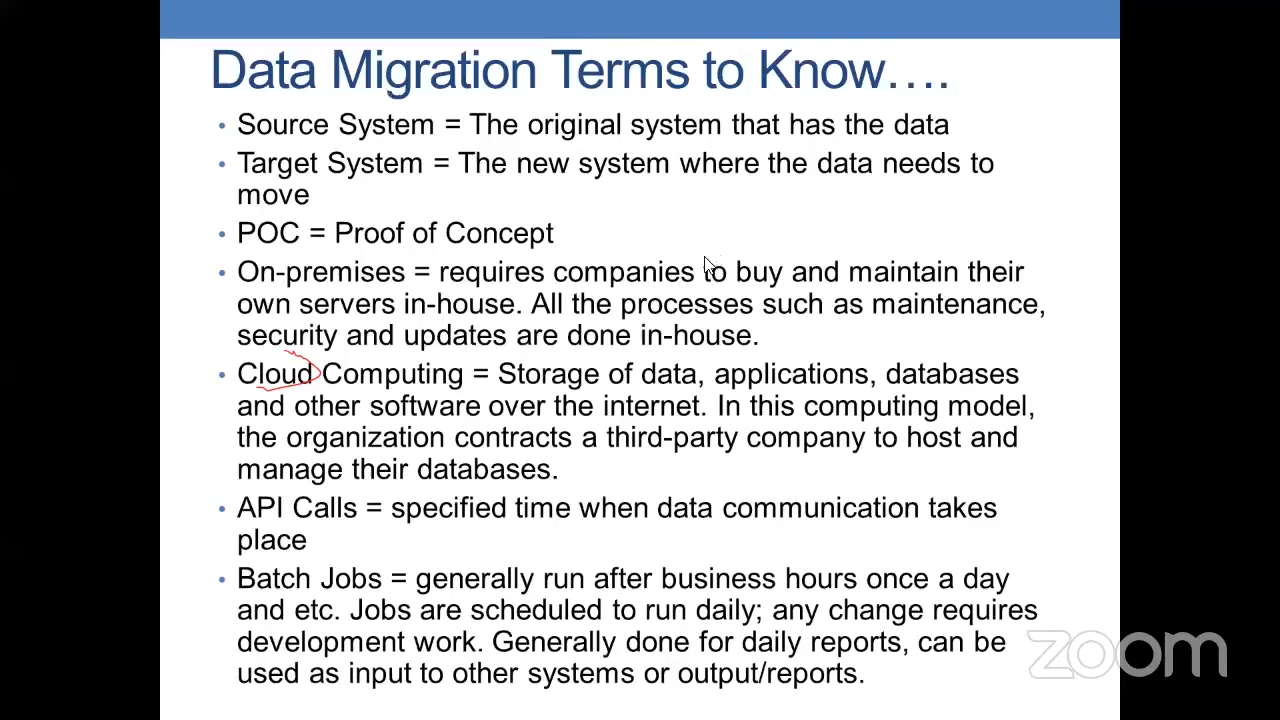 Data Migration Terms to Know….
• Source System = The original system that has the data
• Target System = The new system where the data needs to
move
• POC = Proof of Concept
• On-premises = requires companies to buy and maintain their
own servers in-house. All the processes such as maintenance,
security and updates are done in-house.
• Cloud Computing = Storage of data, applications, databases
and other software over the internet. In this computing model,
the organization contracts a third-party company to host and
manage their databases.
• API Calls = specified time when data communication takes
place
• Batch Jobs = generally run after business hours once a day
and etc. Jobs are scheduled to run daily; any change requires
development work. Generally done for daily reports, can be
used as input to other systems or output/reports.
zoom